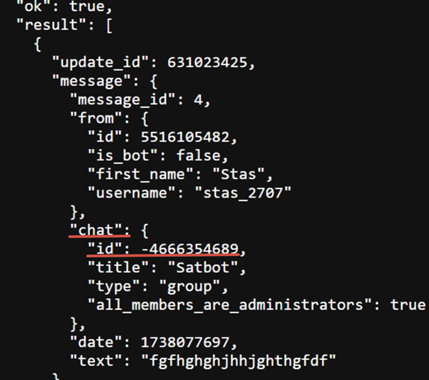 "ok": true,
"result": [
{
"update_id": 631023425,
"message": {
"message_id": 4,
"from": {
"id": 5516105482,
"is_bot": false,
"first_name": "Stas",
"username": "stas_2707"
},
"chat": {
"id": -4666354689,
"title": "Satbot",
"type": "group",
"all_members_are_administrators": true
},
"date": 1738077697,
"text": "fgfhghghjhhjghthgfdf"
}